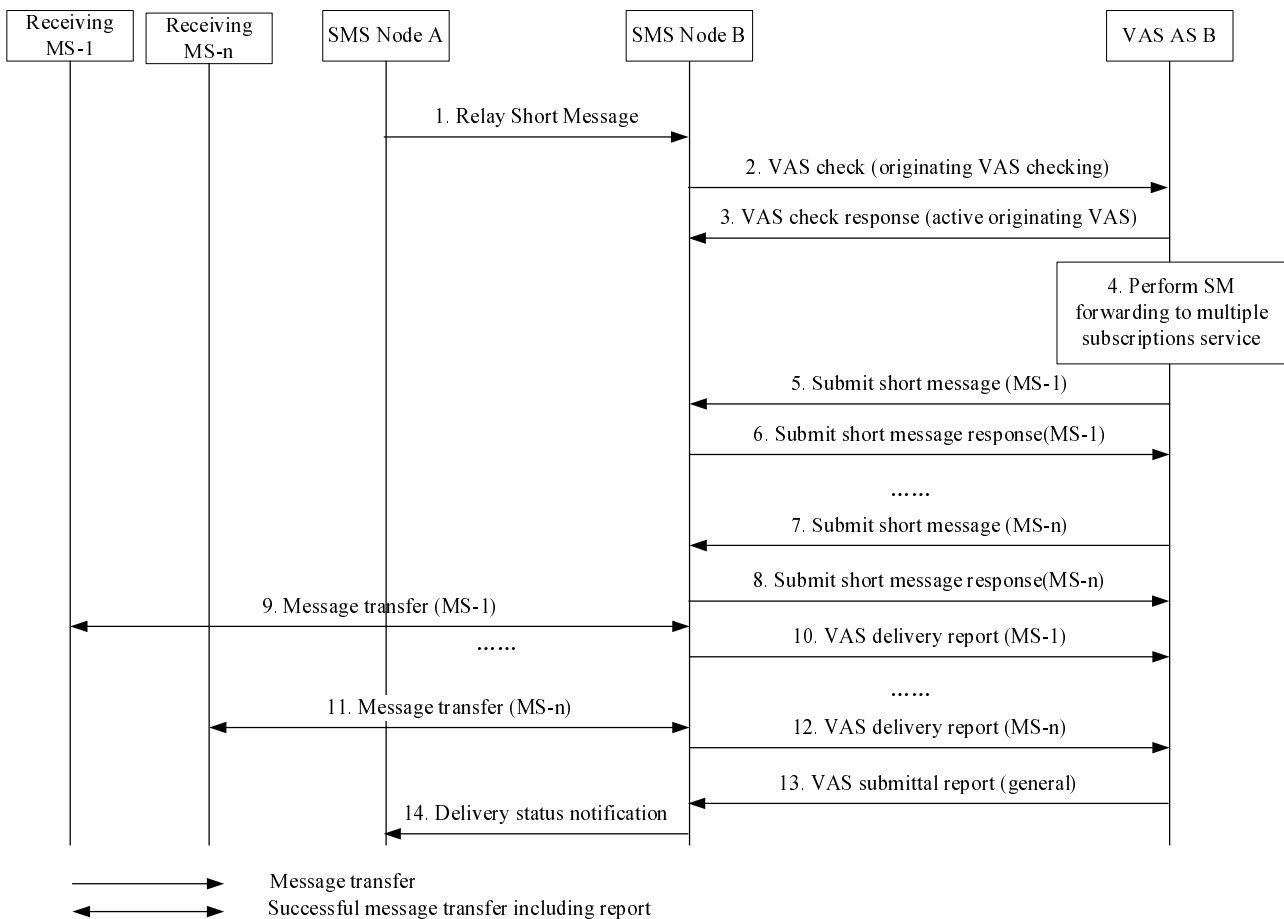 Receiving
MS-1
Receiving
MS-n
SMS Node A
SMS Node B
VAS AS B
1. Relay Short Message
2. VAS check (originating VAS checking)
3. VAS check response (active originating VAS)
4. Perform SM
forwarding to multiple
subscriptions service
5. Submit short message (MS-1)
6. Submit short message response(MS-1)
......
7. Submit short message (MS-n)
8. Submit short message response(MS-n)
9. Message transfer (MS-1)
......
10. VAS delivery report (MS-1)
......
11. Message transfer (MS-n)
12. VAS delivery report (MS-n)
13. VAS submittal report (general)
14. Delivery status notification
Message transfer
Successful message transfer including report